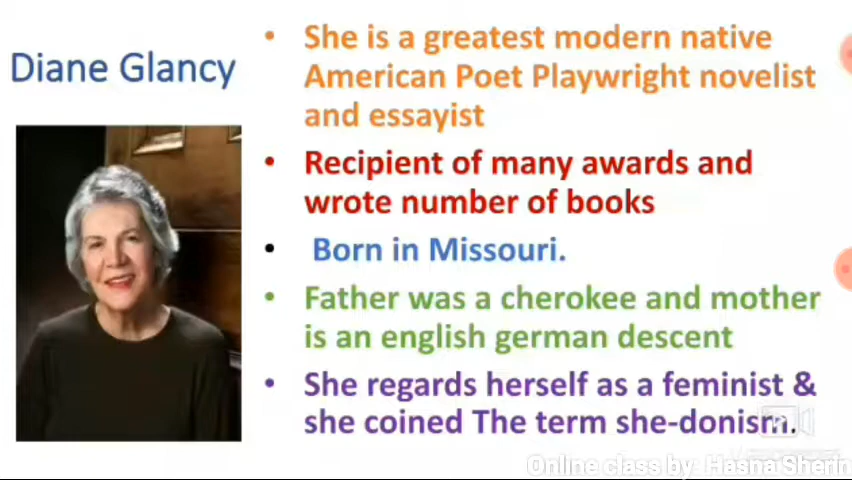 Diane Glancy
• She is a greatest modern native
American Poet Playwright novelist
and essayist
• Recipient of many awards and
wrote number of books
• Born in Missouri.
• Father was a cherokee and mother
is an english german descent
• She regards herself as a feminist &
she coined The term she-donism.
Online class by Hasna Sherin